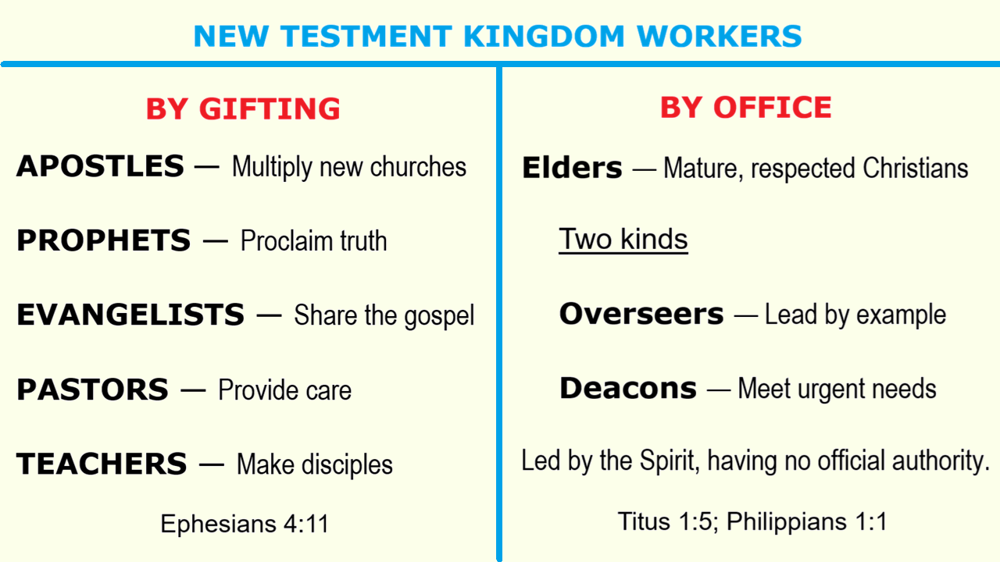 NEW TESTMENT KINGDOM WORKERS
BY GIFTING
APOSTLES — Multiply new churches
PROPHETS — Proclaim truth
EVANGELISTS — Share the gospel
PASTORS — Provide care
TEACHERS — Make disciples
Ephesians 4:11
BY OFFICE
Elders — Mature, respected Christians
Two kinds
Overseers — Lead by example
Deacons — Meet urgent needs
Led by the Spirit, having no official authority.
Titus 1:5; Philippians 1:1